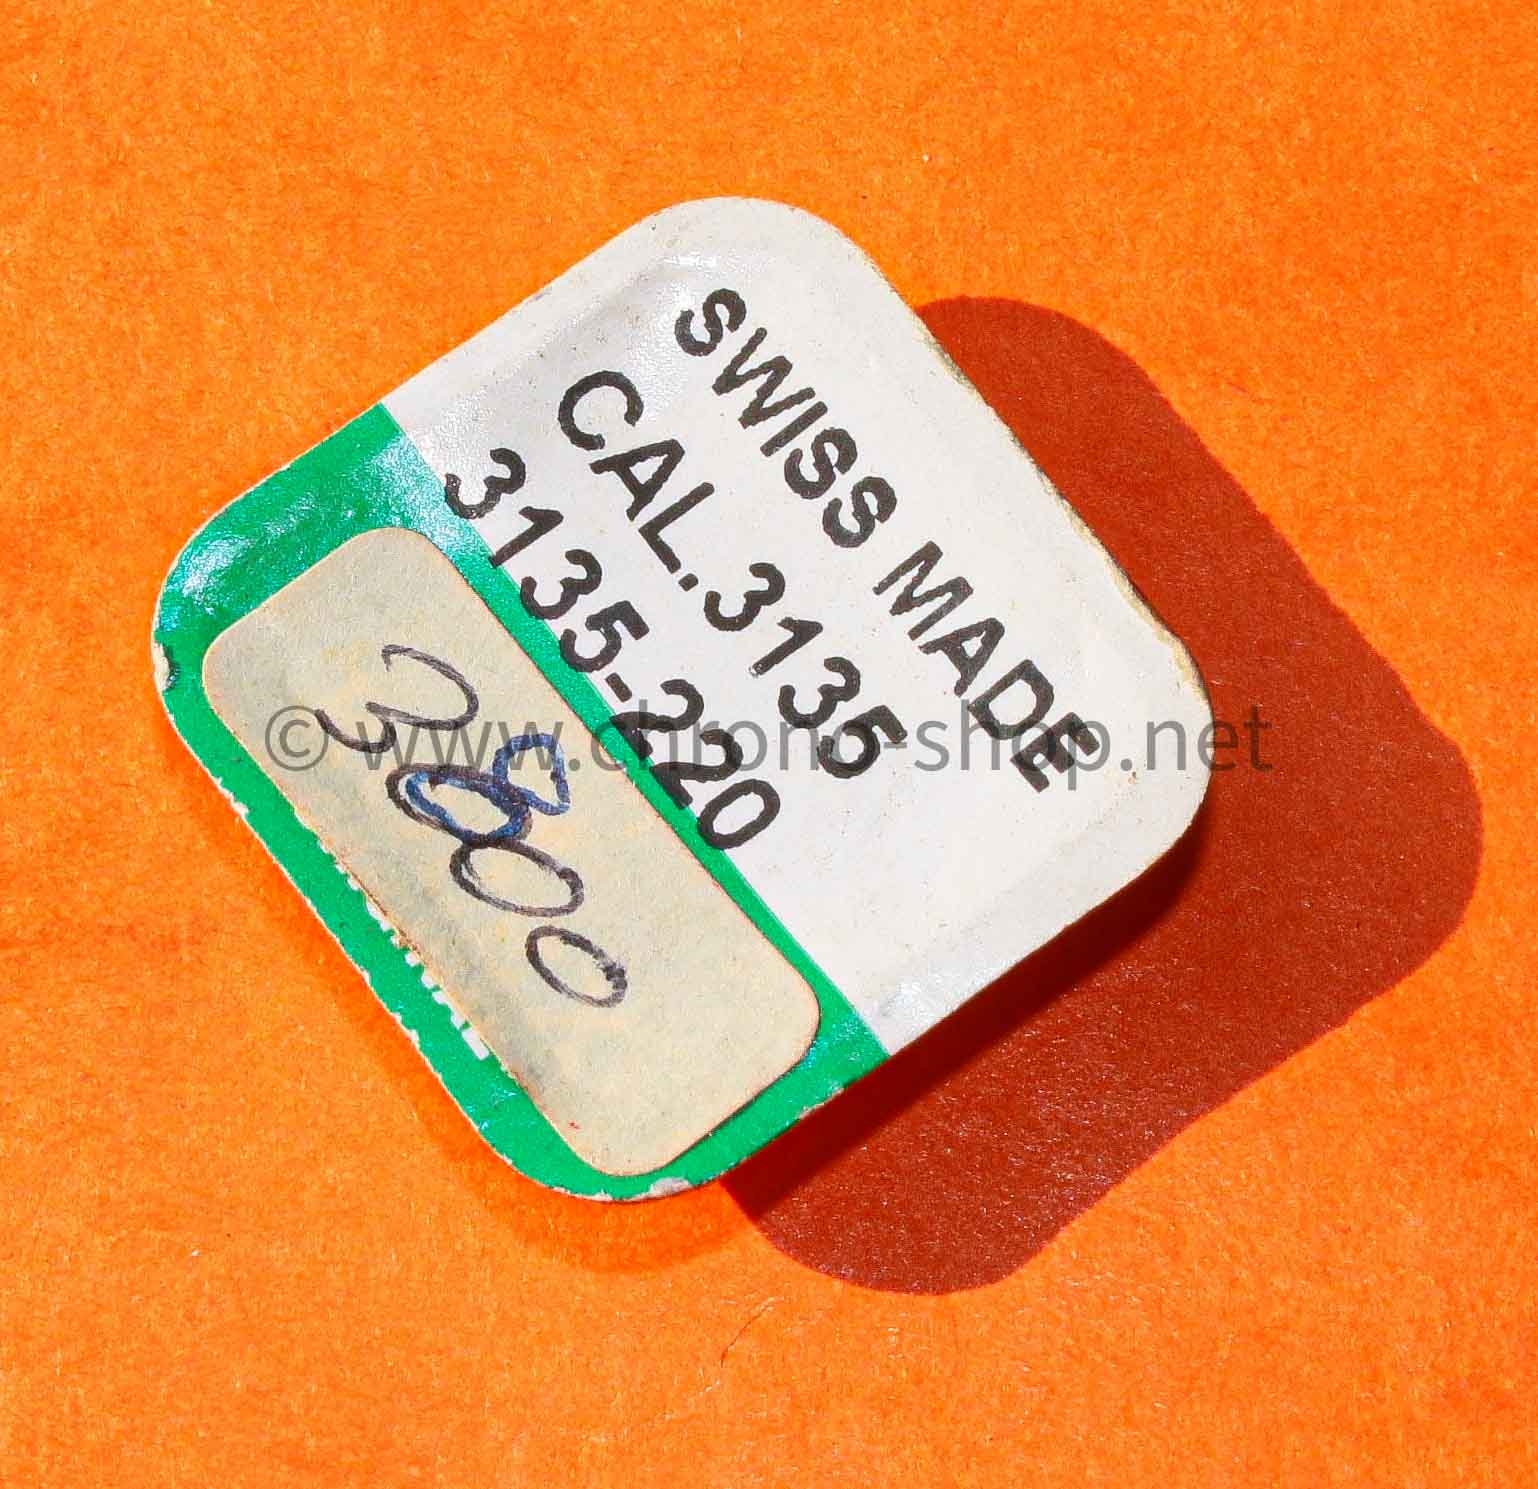 SWISS MADE
CAL.3135
3135-220
3800
© www.chrono-shop.net